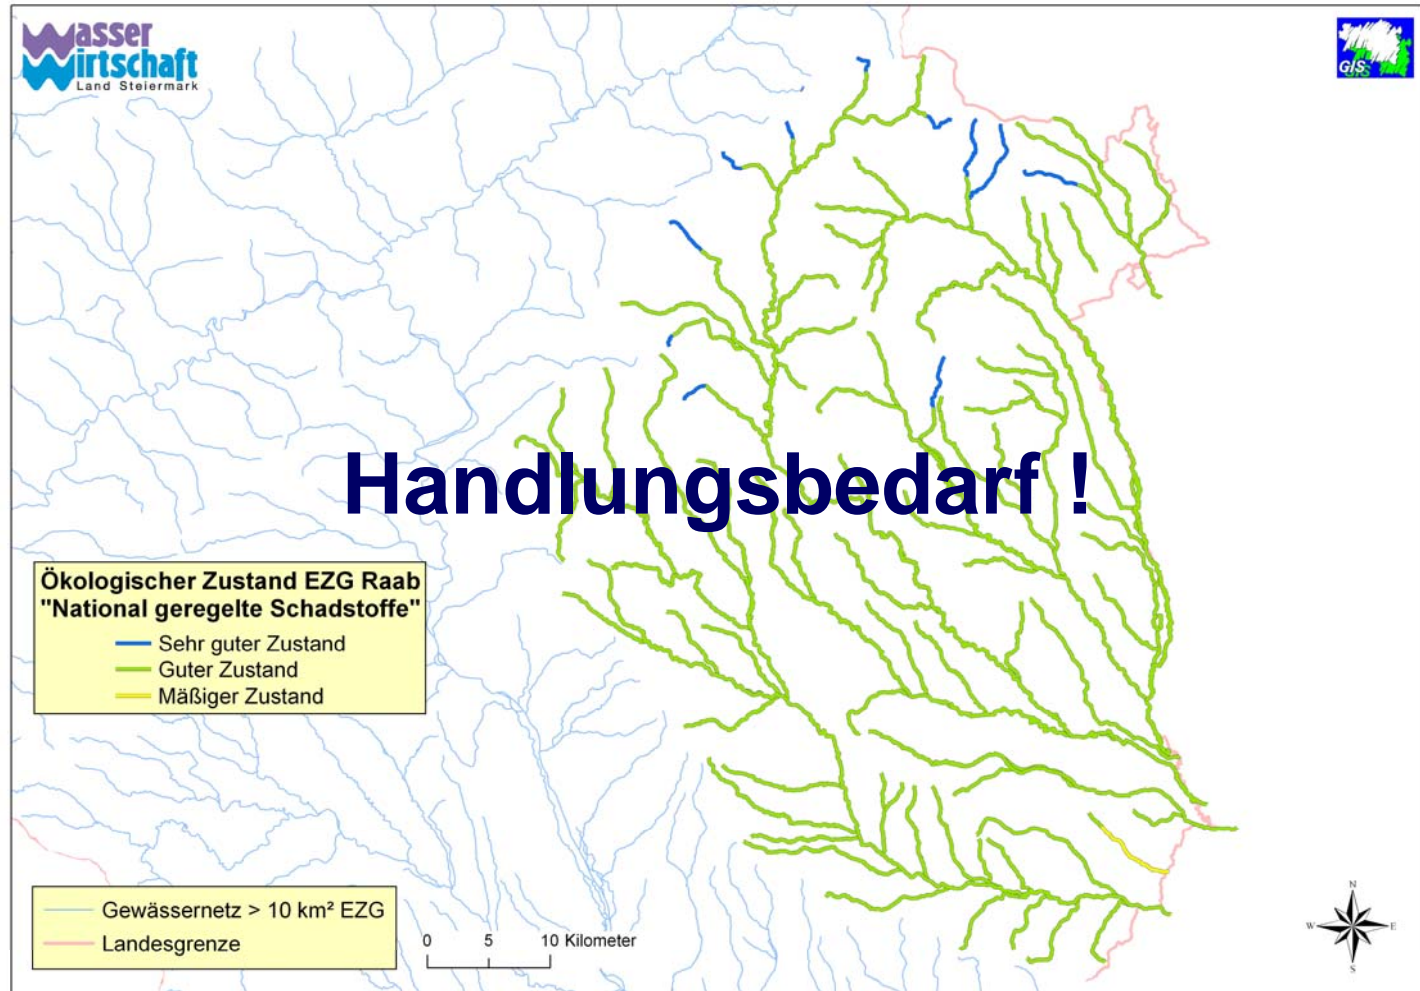 Wasser
Wirtschaft
Land Steiermark
GIS
Handlungsbedarf !
Ökologischer Zustand EZG Raab
"National geregelte Schadstoffe"
Sehr guter Zustand
Guter Zustand
Mäßiger Zustand
Gewässernetz > 10 km² EZG
Landesgrenze
0 5 10 Kilometer
N
W E
S